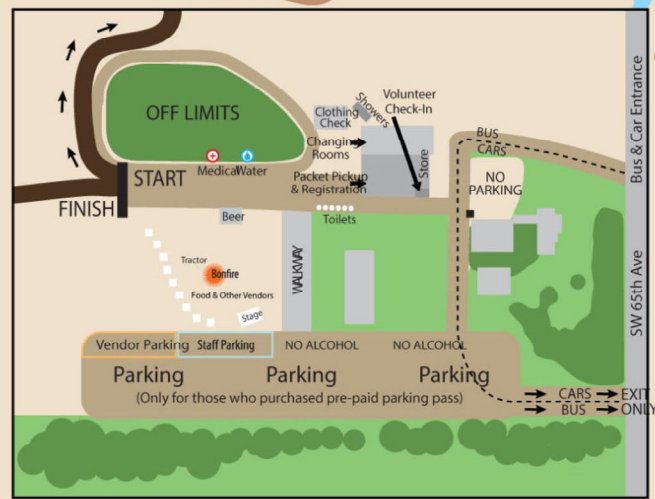 OFF LIMITS
Clothing
Check
Showers
Volunteer
Check-In
Changing
Rooms
Store
Packet Pickup
& Registration
Medical
Water
START
FINISH
Beer
Toilets
WALKWAY
Tractor
Bonfire
Food & Other Vendors
Stage
BUS
CARS
NO
PARKING
Bus & Car Entrance
SW 65th Ave
Vendor Parking
Staff Parking
NO ALCOHOL
NO ALCOHOL
Parking
Parking
Parking
(Only for those who purchased pre-paid parking pass)
CARS
EXIT
BUS
ONLY